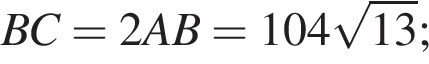 BC = 2AB = 104√13;